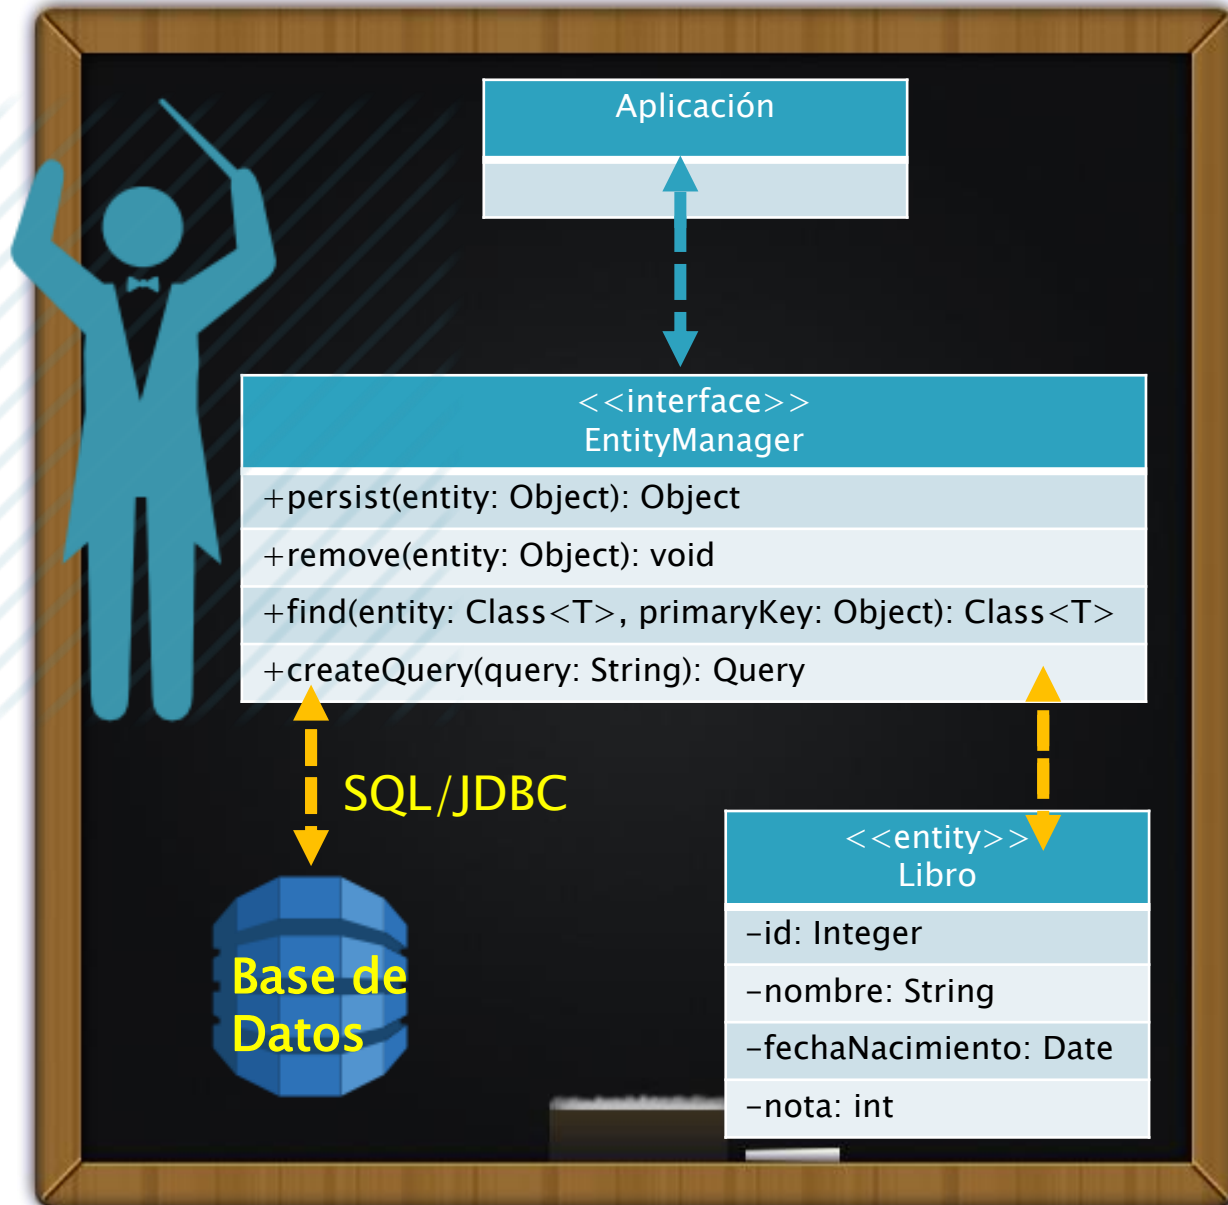 Aplicación
<<interface>>
EntityManager
+persist(entity: Object): Object
+remove(entity: Object): void
+find(entity: Class<T>, primaryKey: Object): Class<T>
+createQuery(query: String): Query
SQL/JDBC
Base de
Datos
<<entity>>
Libro
-id: Integer
-nombre: String
-fechaNacimiento: Date
-nota: int